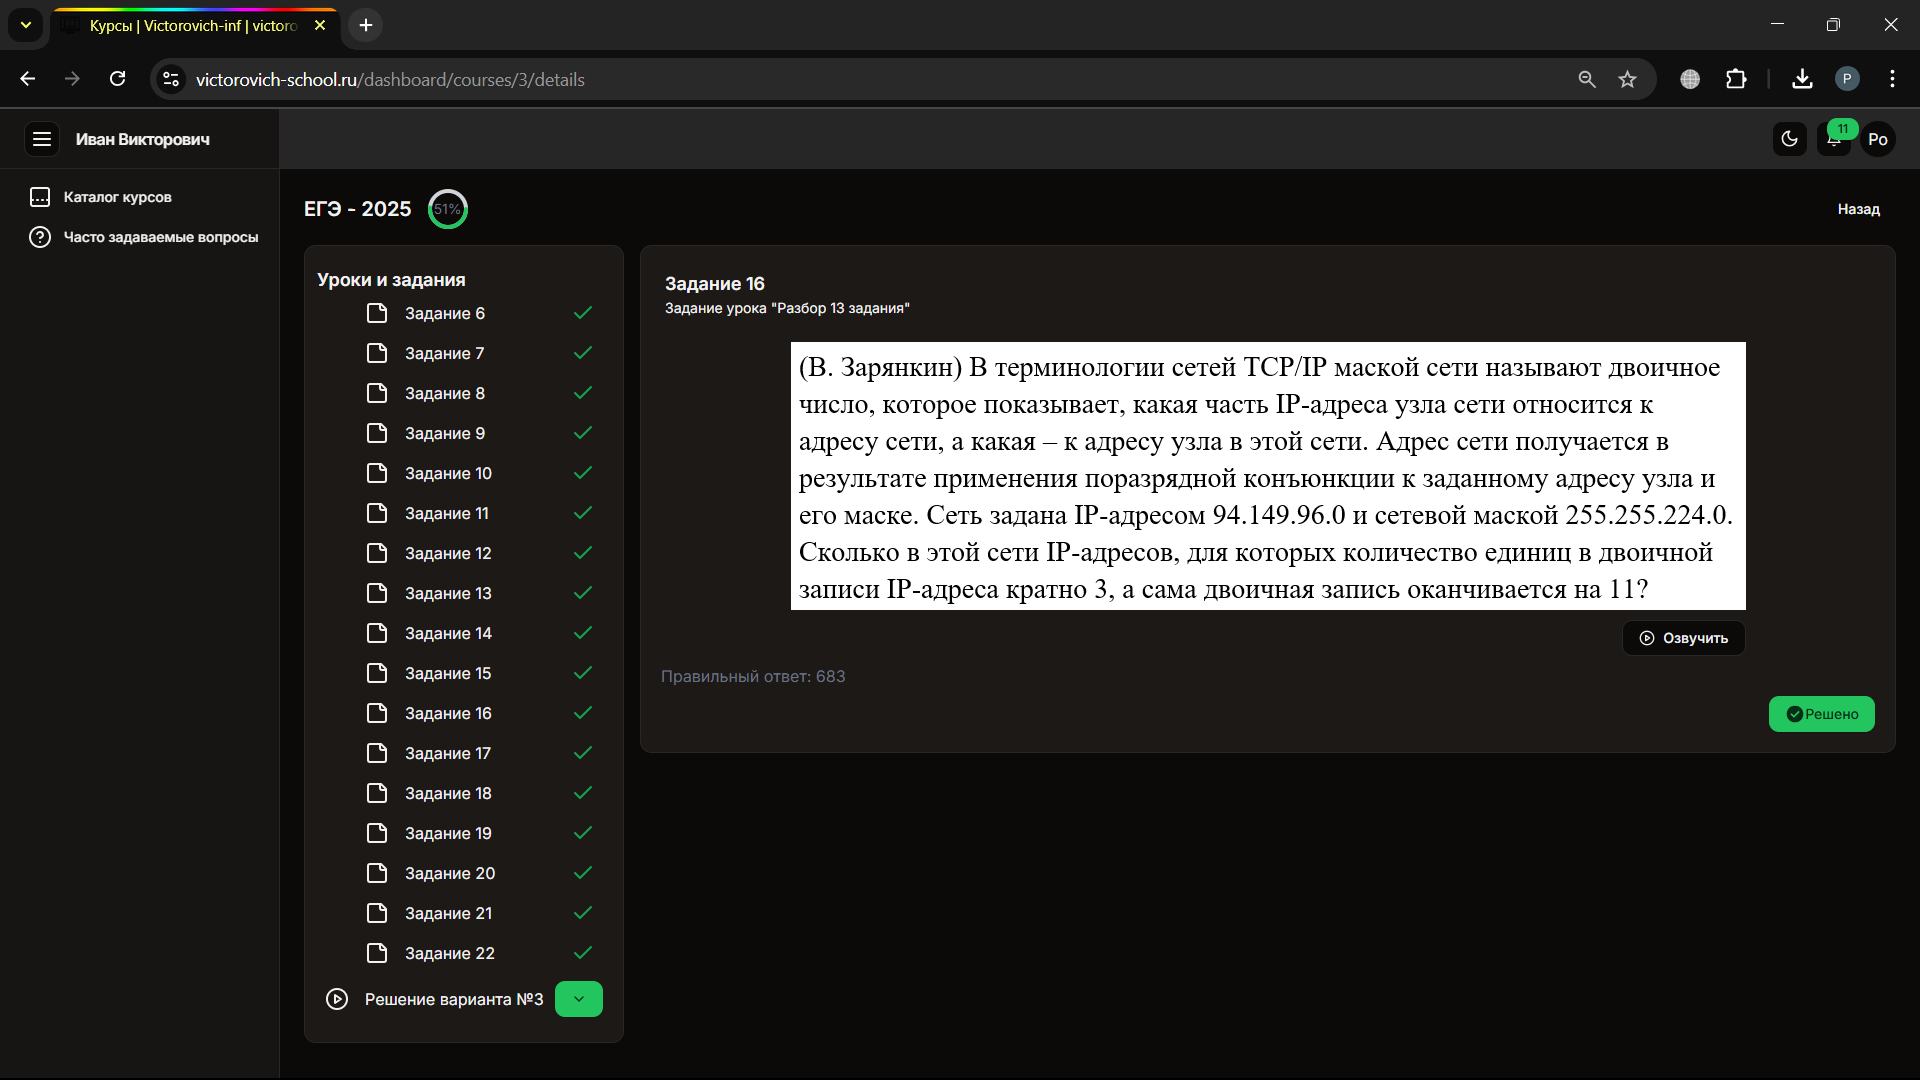 Курсы | Victorovich-inf | victoro
victorovich-school.ru/dashboard/courses/3/details
P
Иван Викторович
11
Po
Каталог курсов
Часто задаваемые вопросы
ЕГЭ - 2025
51%
Назад
Уроки и задания
Задание 6
Задание 7
Задание 8
Задание 9
Задание 10
Задание 11
Задание 12
Задание 13
Задание 14
Задание 15
Задание 16
Задание 17
Задание 18
Задание 19
Задание 20
Задание 21
Задание 22
Решение варианта №3
Задание 16
Задание урока "Разбор 13 задания"
(В. Зарянкин) В терминологии сетей TCP/IP маской сети называют двоичное
число, которое показывает, какая часть IP-адреса узла сети относится к
адресу сети, а какая – к адресу узла в этой сети. Адрес сети получается в
результате применения поразрядной конъюнкции к заданному адресу узла и
его маске. Сеть задана IP-адресом 94.149.96.0 и сетевой маской 255.255.224.0.
Сколько в этой сети IP-адресов, для которых количество единиц в двоичной
записи IP-адреса кратно 3, а сама двоичная запись оканчивается на 11?
Озвучить
Правильный ответ: 683
Решено